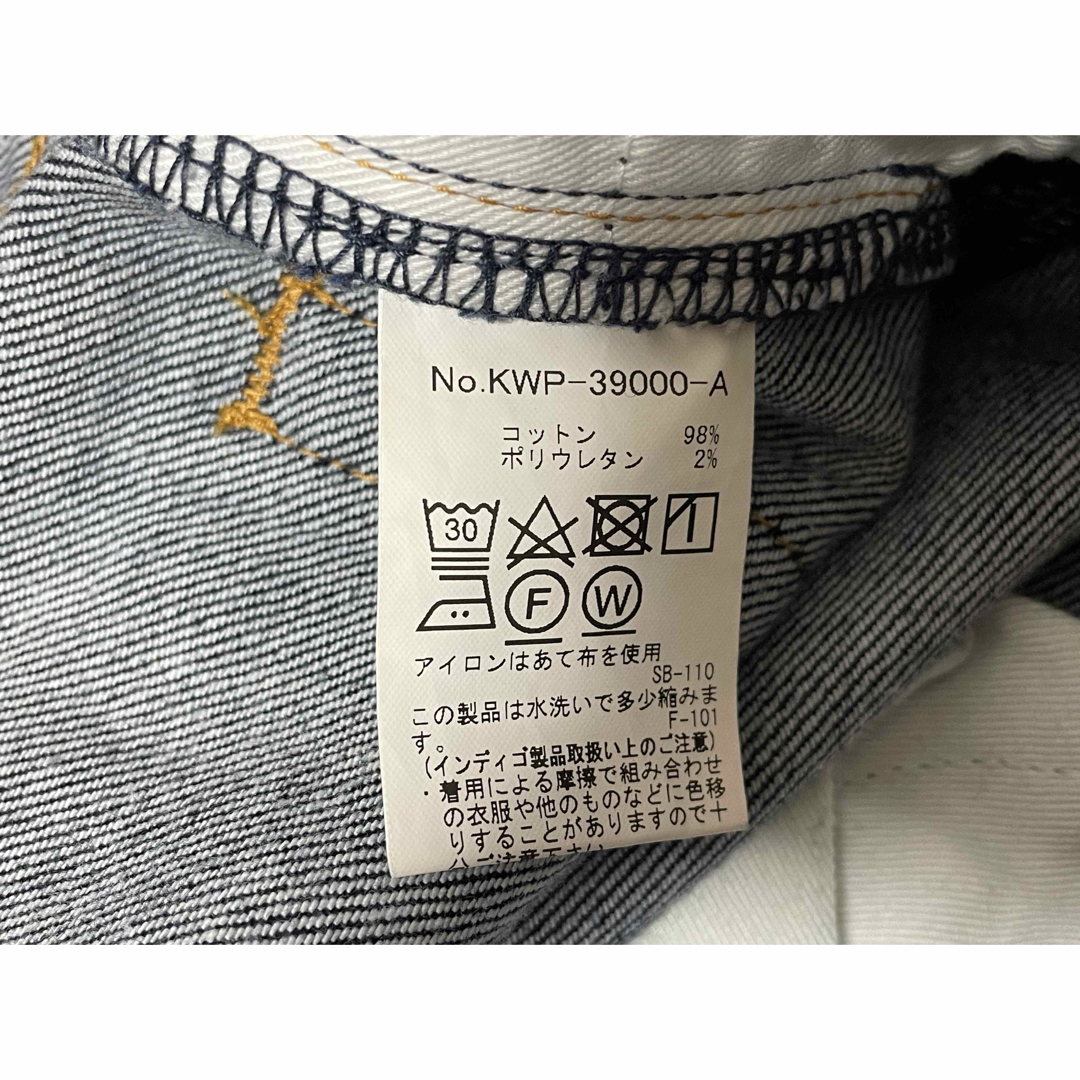 No.KWP-39000-A
コットン 98%
ポリウレタン 2%
30
F W
アイロンはあて布を使用
SB-110
この製品は水洗いで多少縮みま
F-101
す。
(インディゴ製品取扱い上のご注意)
・着用による摩擦で組み合わせ
の衣服や他のものなどに色移
りすることがありますので十